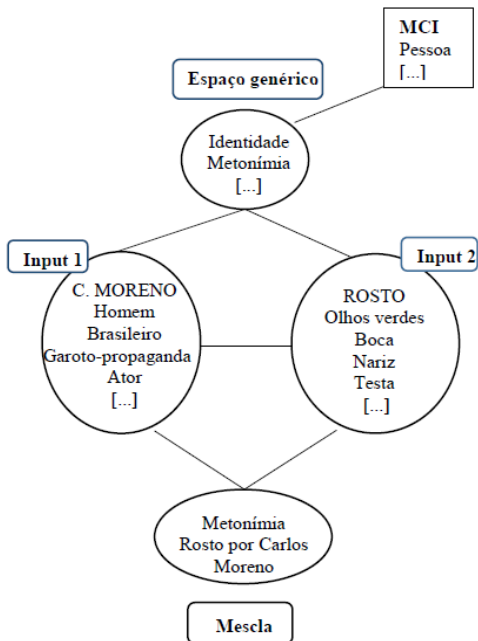 MCI
Pessoa
[...]
Espaço genérico
Identidade
Metonímia
[...]
Input 1
Input 2
C. MORENO
Homem
Brasileiro
Garoto-propaganda
Ator
[...]
ROSTO
Olhos verdes
Boca
Nariz
Testa
[...]
Metonímia
Rosto por Carlos
Moreno
Mescla